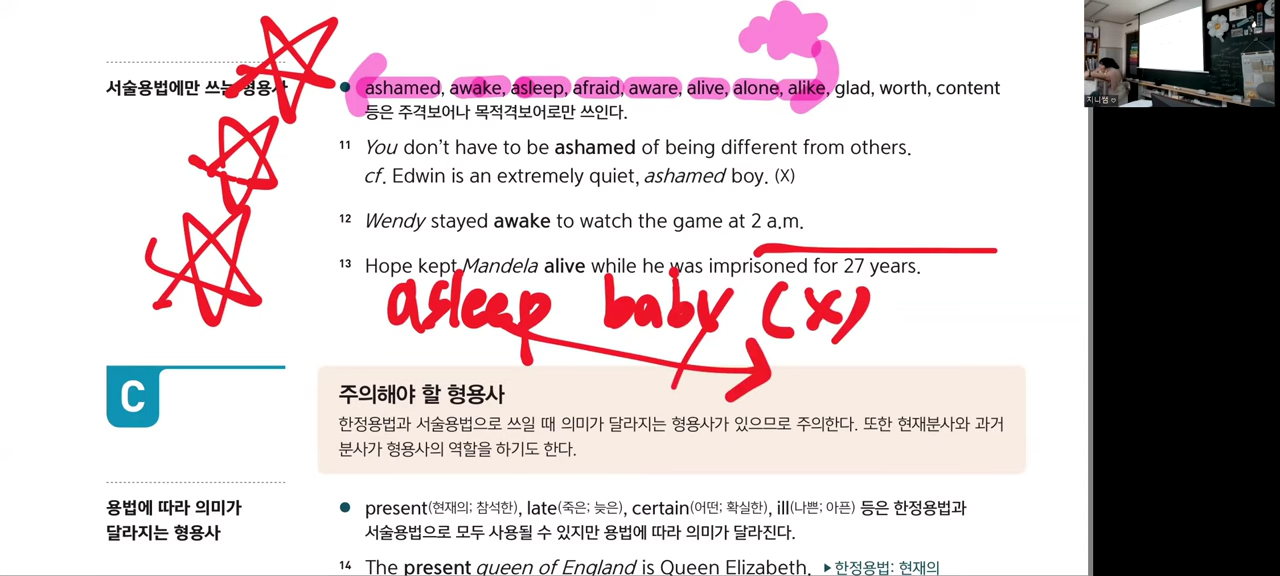 서술용법에만 쓰는 형용사
● ashamed, awake, asleep, afraid, aware, alive, alone, alike, glad, worth, content
등은 주격보어나 목적격보어로만 쓰인다.
11 You don't have to be ashamed of being different from others.
cf. Edwin is an extremely quiet, ashamed boy. (X)
12 Wendy stayed awake to watch the game at 2 a.m.
13 Hope kept Mandela alive while he was imprisoned for 27 years.
asleep baby (X)
C
주의해야 할 형용사
한정용법과 서술용법으로 쓰일 때 의미가 달라지는 형용사가 있으므로 주의한다. 또한 현재분사와 과거
분사가 형용사의 역할을 하기도 한다.
용법에 따라 의미가
달라지는 형용사
● present(현재의; 참석한), late(죽은; 늦은), certain(어떤; 확실한), ill(나쁜; 아픈) 등은 한정용법과
서술용법으로 모두 사용될 수 있지만 용법에 따라 의미가 달라진다.
14 The present queen of England is Queen Elizabeth. ▶한정용법: 현재의
지니쌤